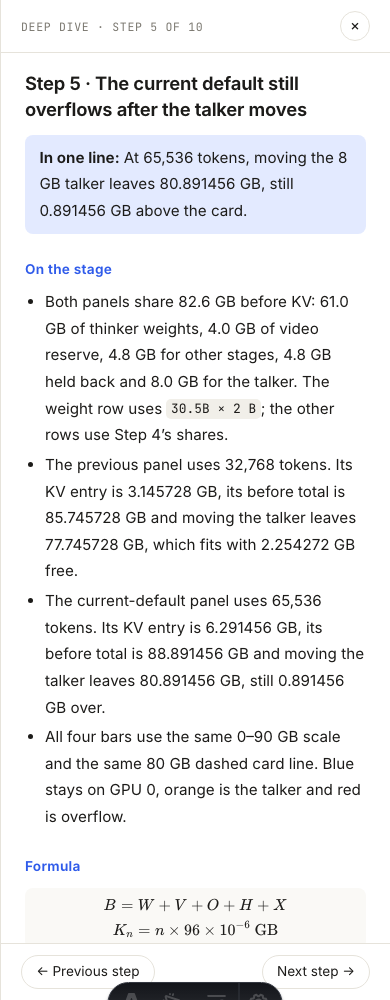 DEEP DIVE · STEP 5 OF 10
×
Step 5 · The current default still
overflows after the talker moves
In one line: At 65,536 tokens, moving the 8
GB talker leaves 80.891456 GB, still
0.891456 GB above the card.
On the stage
• Both panels share 82.6 GB before KV: 61.0
GB of thinker weights, 4.0 GB of video
reserve, 4.8 GB for other stages, 4.8 GB
held back and 8.0 GB for the talker. The
weight row uses 30.5B × 2 B; the other
rows use Step 4’s shares.
• The previous panel uses 32,768 tokens. Its
KV entry is 3.145728 GB, its before total is
85.745728 GB and moving the talker leaves
77.745728 GB, which fits with 2.254272 GB
free.
• The current-default panel uses 65,536
tokens. Its KV entry is 6.291456 GB, its
before total is 88.891456 GB and moving the
talker leaves 80.891456 GB, still 0.891456
GB over.
• All four bars use the same 0–90 GB scale
and the same 80 GB dashed card line. Blue
stays on GPU 0, orange is the talker and red
is overflow.
Formula
B = W + V + O + H + X
Kₙ = n × 96 × 10⁻⁶ GB
← Previous step
Next step →